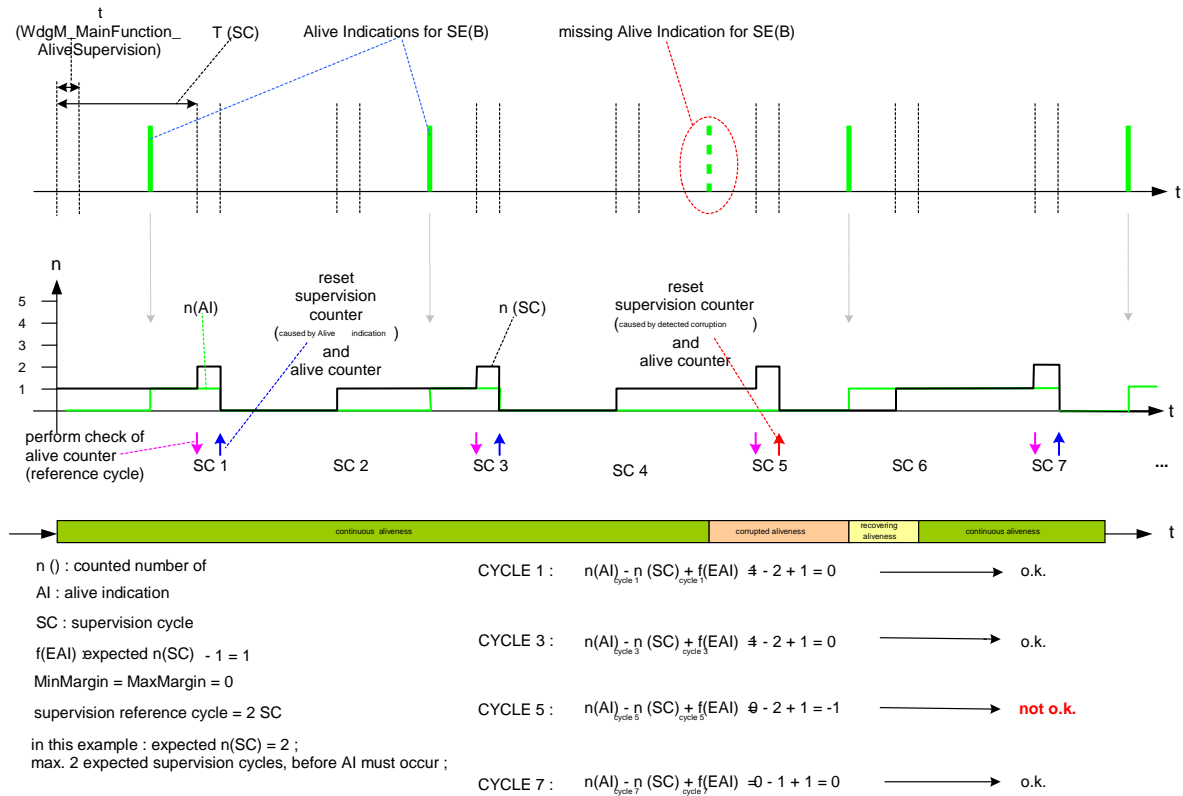 t
(WdgM_MainFunction_
AliveSupervision)
T (SC)
Alive Indications for SE(B)
missing Alive Indication for SE(B)
t
n
5
4
3
2
1
n(AI)
reset
supervision
counter
(caused by Alive indication)
and
alive counter
n (SC)
reset
supervision counter
(caused by detected corruption)
and
alive counter
t
perform check of
alive counter
(reference cycle)
SC 1
SC 2
SC 3
SC 4
SC 5
SC 6
SC 7
...
continuous aliveness
corrupted aliveness
recovering
aliveness
continuous aliveness
t
n () : counted number of
AI : alive indication
SC : supervision cycle
f(EAI) : expected n(SC) - 1 = 1
MinMargin = MaxMargin = 0
supervision reference cycle = 2 SC
in this example : expected n(SC) = 2 ;
max. 2 expected supervision cycles, before AI must occur ;
CYCLE 1 : n(AI) cycle 1 - n (SC) cycle 1 + f(EAI) = 1 - 2 + 1 = 0 o.k.
CYCLE 3 : n(AI) cycle 3 - n (SC) cycle 3 + f(EAI) = 1 - 2 + 1 = 0 o.k.
CYCLE 5 : n(AI) cycle 5 - n (SC) cycle 5 + f(EAI) = 0 - 2 + 1 = -1 not o.k.
CYCLE 7 : n(AI) cycle 7 - n (SC) cycle 7 + f(EAI) =0 - 1 + 1 = 0 o.k.